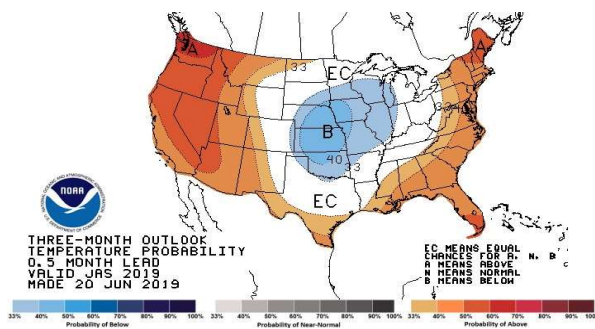 A
33
EC
A
33
B
40
33
EC
NOAA
THREE-MONTH OUTLOOK
TEMPERATURE PROBABILITY
0.5 MONTH LEAD
VALID JAS 2019
MADE 20 JUN 2019
EC MEANS EQUAL
CHANCES FOR A, N, B
A MEANS ABOVE
N MEANS NORMAL
B MEANS BELOW
33% 40% 50% 60% 70% 80% 90% 100%
Probability of Below
33% 40% 50% 60% 70% 80% 90% 100%
Probability of Near-Normal
33% 40% 50% 60% 70% 80% 90% 100%
Probability of Above